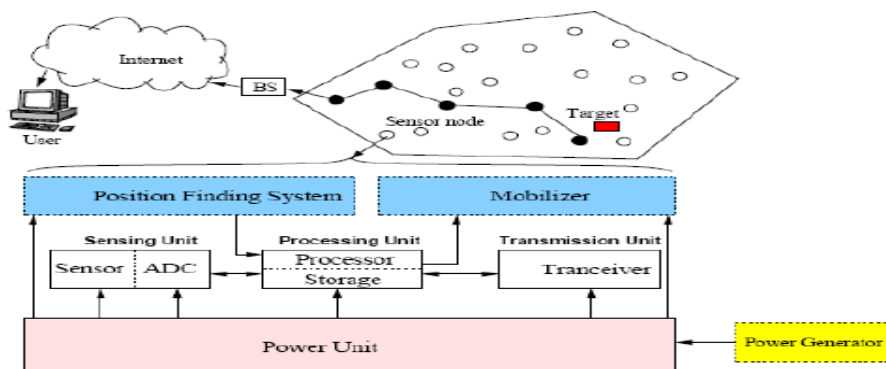 Internet
BS
User
Sensor node
Target
Position Finding System
Mobilizer
Sensing Unit
Processing Unit
Transmission Unit
Sensor
ADC
Processor
Storage
Tranceiver
Power Unit
Power Generator